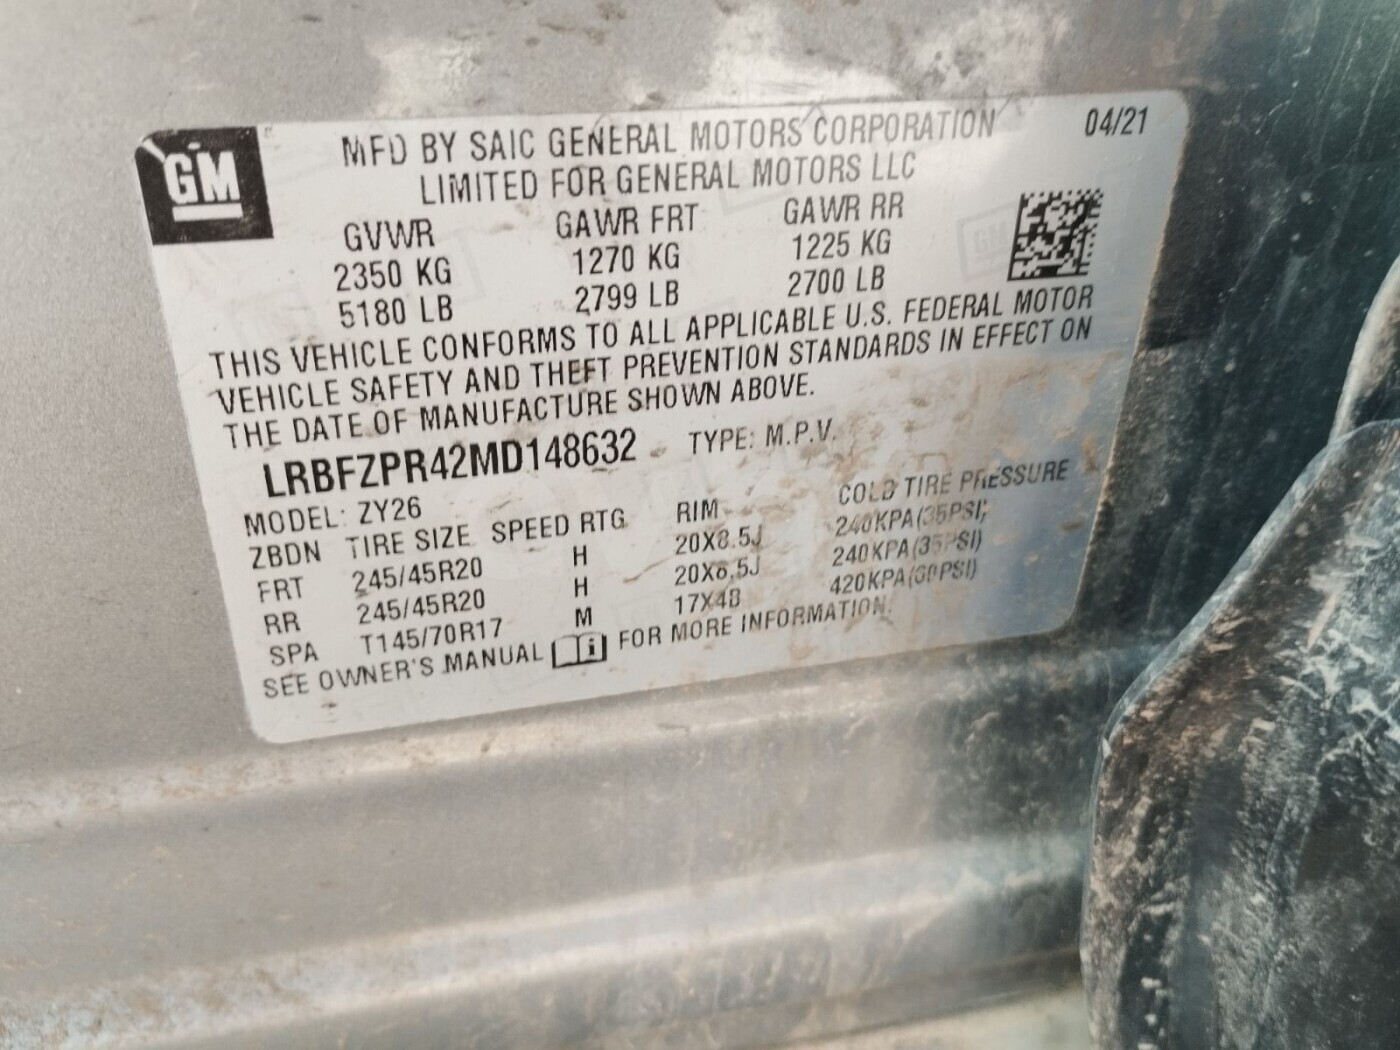 GM
MFD BY SAIC GENERAL MOTORS CORPORATION 04/21
LIMITED FOR GENERAL MOTORS LLC
GVWR GAWR FRT GAWR RR
2350 KG 1270 KG 1225 KG
5180 LB 2799 LB 2700 LB
THIS VEHICLE CONFORMS TO ALL APPLICABLE U.S. FEDERAL MOTOR
VEHICLE SAFETY AND THEFT PREVENTION STANDARDS IN EFFECT ON
THE DATE OF MANUFACTURE SHOWN ABOVE.
LRBFZPR42MD148632 TYPE: M.P.V.
MODEL: ZY26
ZBDN TIRE SIZE SPEED RTG RIM COLD TIRE PRESSURE
FRT 245/45R20 H 20X8.5J 240KPA(35PSI)
RR 245/45R20 H 20X8.5J 240KPA(35PSI)
SPA T145/70R17 M 17X4B 420KPA(60PSI)
SEE OWNER'S MANUAL FOR MORE INFORMATION.